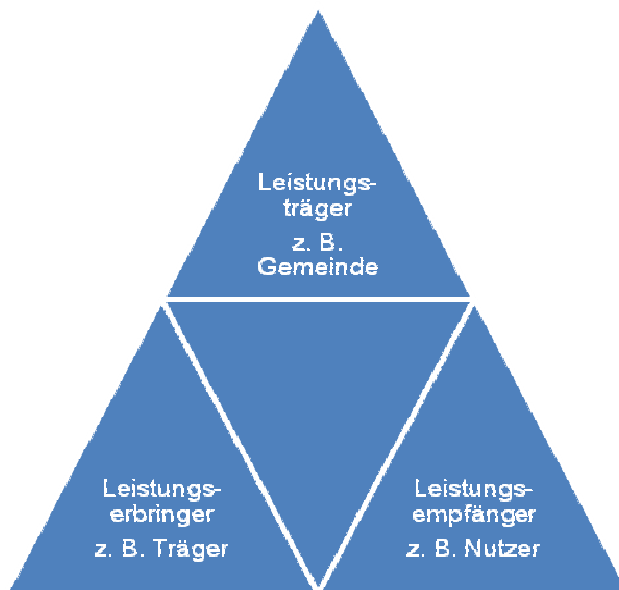 Leistungs-
träger
z. B.
Gemeinde
Leistungs-
erbringer
z. B. Träger
Leistungs-
empfänger
z. B. Nutzer